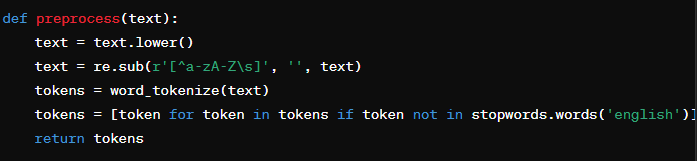 def preprocess(text):
    text = text.lower()
    text = re.sub(r'[^a-zA-Z\s]', '', text)
    tokens = word_tokenize(text)
    tokens = [token for token in tokens if token not in stopwords.words('english')]
    return tokens